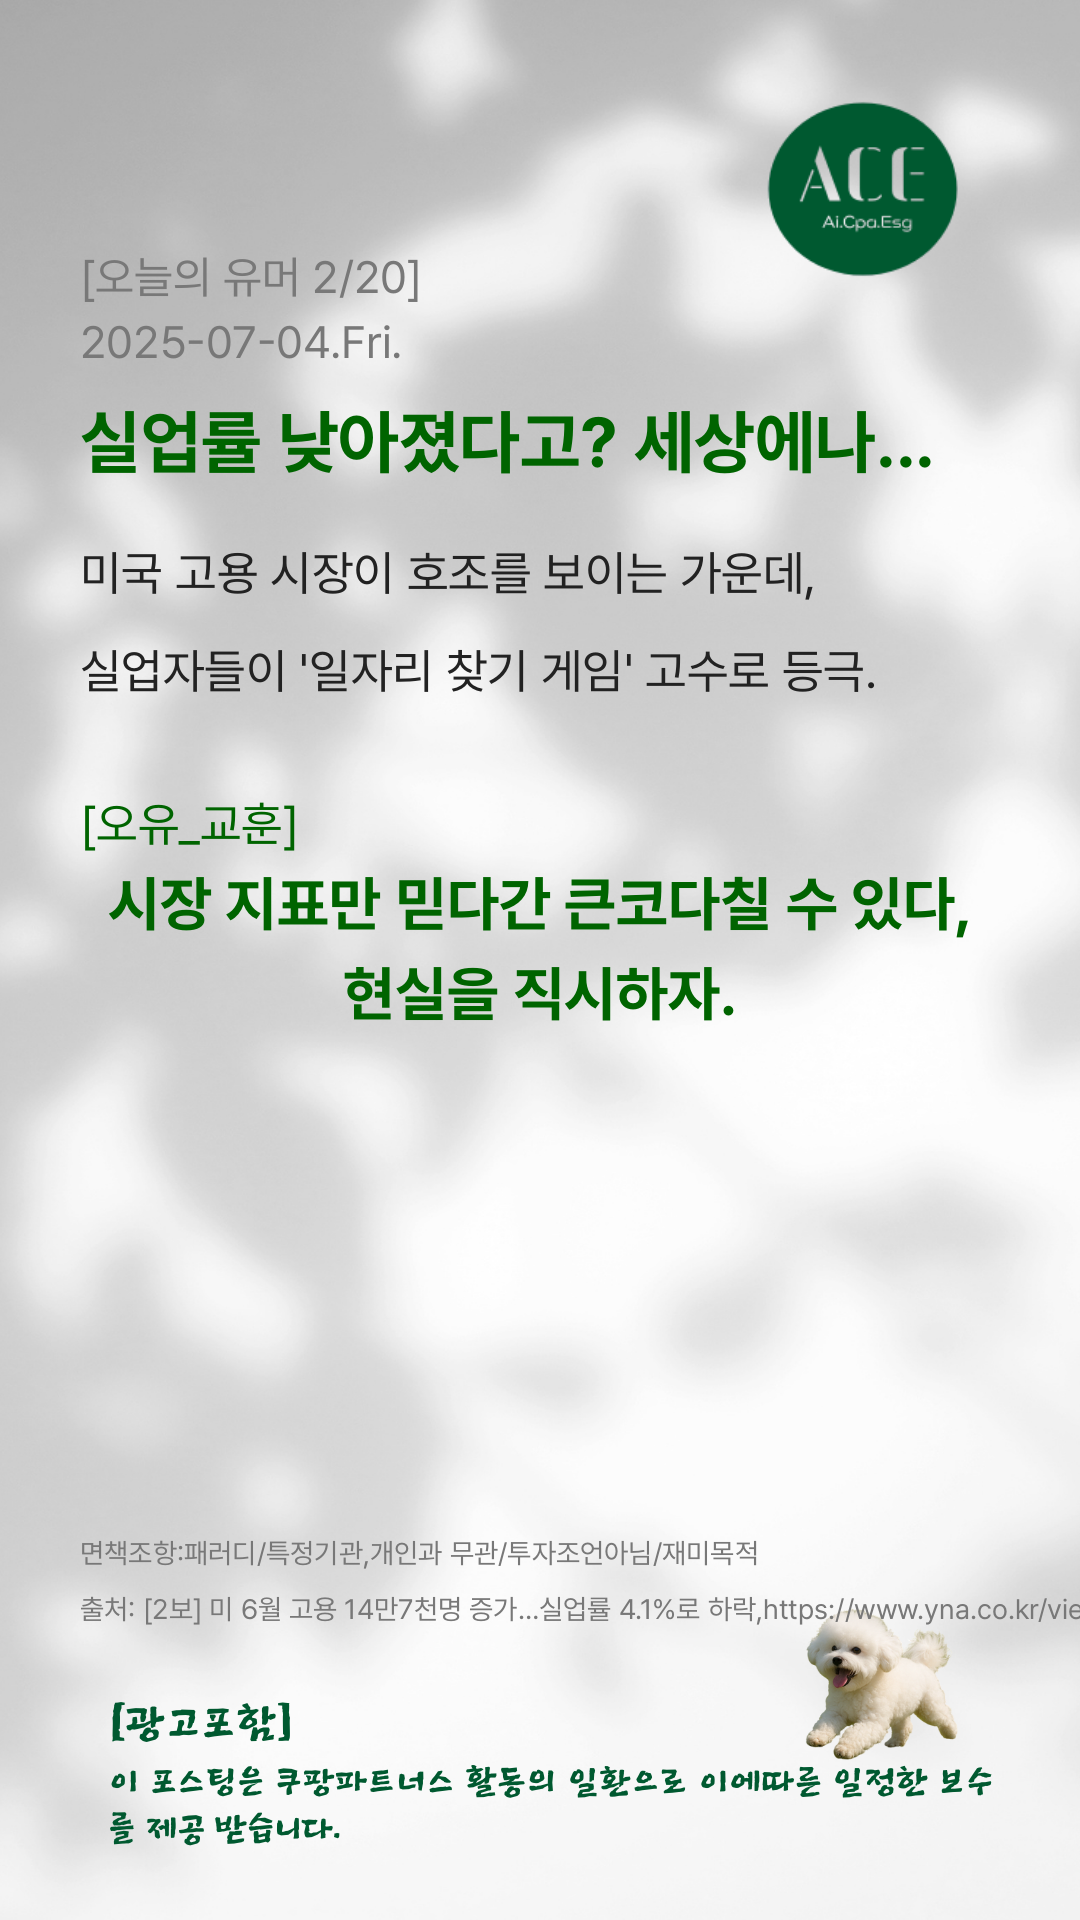 ACE
Ai.Cpa.Esg
[오늘의 유머 2/20]
2025-07-04.Fri.
실업률 낮아졌다고? 세상에나...
미국 고용 시장이 호조를 보이는 가운데,
실업자들이 '일자리 찾기 게임' 고수로 등극.
[오유_교훈]
시장 지표만 믿다간 큰코다칠 수 있다,
현실을 직시하자.
면책조항:패러디/특정기관,개인과 무관/투자조언아님/재미목적
출처: [2보] 미 6월 고용 14만7천명 증가...실업률 4.1%로 하락,https://www.yna.co.kr/vie
[광고포함]
이 포스팅은 쿠팡파트너스 활동의 일환으로 이에따른 일정한 보수
를 제공 받습니다.